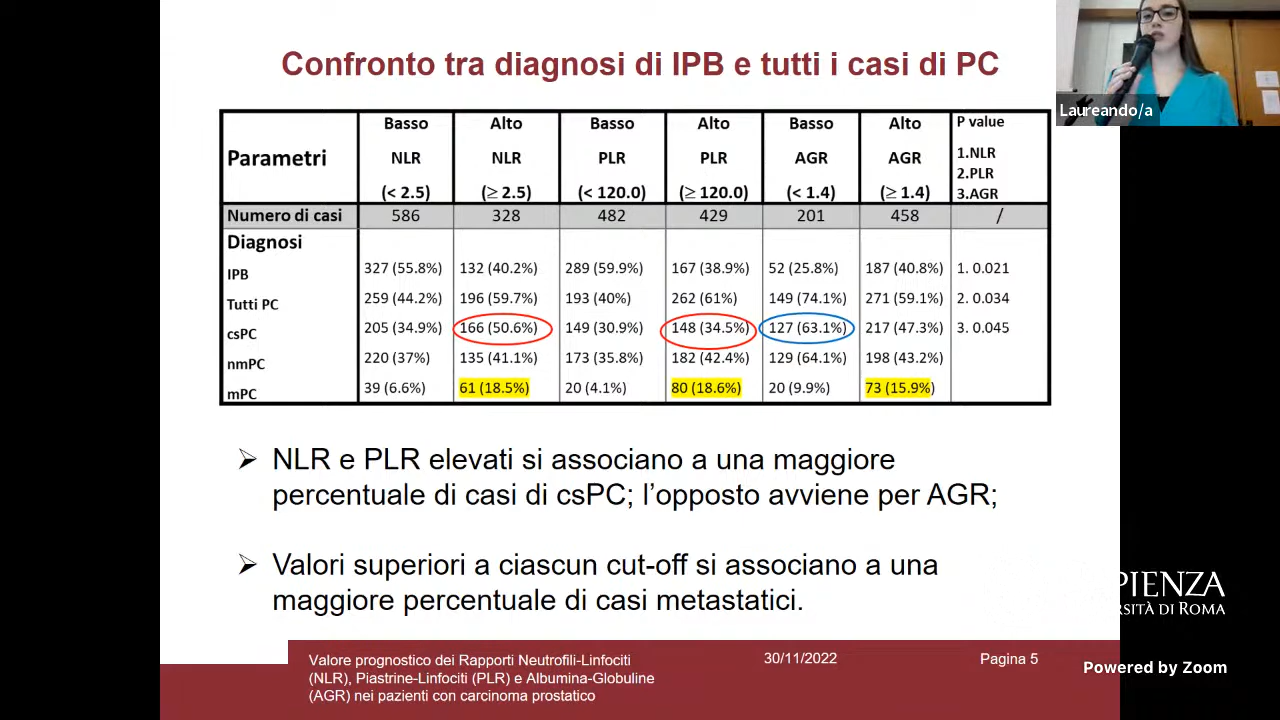 Confronto tra diagnosi di IPB e tutti i casi di PC
Laureando/a
Parametri
Basso NLR (< 2.5)
Alto NLR (≥ 2.5)
Basso PLR (< 120.0)
Alto PLR (≥ 120.0)
Basso AGR (< 1.4)
Alto AGR (≥ 1.4)
P value
1.NLR
2.PLR
3.AGR
Numero di casi 586 328 482 429 201 458 /
Diagnosi
IPB 327 (55.8%) 132 (40.2%) 289 (59.9%) 167 (38.9%) 52 (25.8%) 187 (40.8%) 1. 0.021
Tutti PC 259 (44.2%) 196 (59.7%) 193 (40%) 262 (61%) 149 (74.1%) 271 (59.1%) 2. 0.034
csPC 205 (34.9%) 166 (50.6%) 149 (30.9%) 148 (34.5%) 127 (63.1%) 217 (47.3%) 3. 0.045
nmPC 220 (37%) 135 (41.1%) 173 (35.8%) 182 (42.4%) 129 (64.1%) 198 (43.2%)
mPC 39 (6.6%) 61 (18.5%) 20 (4.1%) 80 (18.6%) 20 (9.9%) 73 (15.9%)
➢ NLR e PLR elevati si associano a una maggiore
percentuale di casi di csPC; l’opposto avviene per AGR;
➢ Valori superiori a ciascun cut-off si associano a una
maggiore percentuale di casi metastatici.
PIENZA
RSITÀ DI ROMA
Valore prognostico dei Rapporti Neutrofili-Linfociti
(NLR), Piastrine-Linfociti (PLR) e Albumina-Globuline
(AGR) nei pazienti con carcinoma prostatico
30/11/2022
Pagina 5
Powered by Zoom